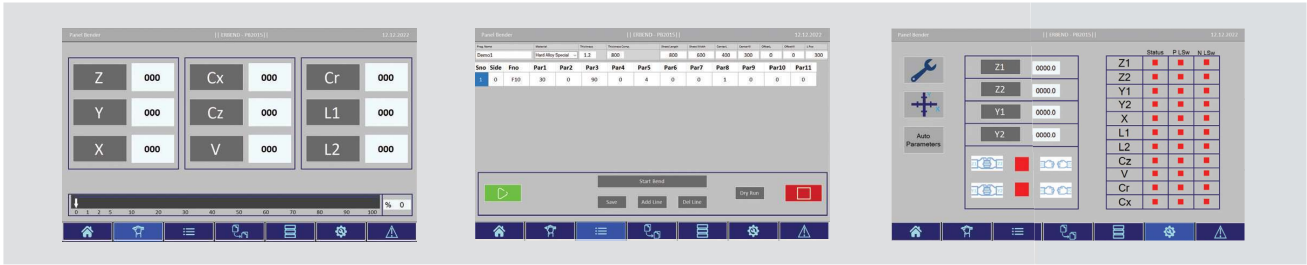 Panel Bender || ERBEND - PB2015|| 12.12.2022
Z 000 Cx 000 Cr 000
Y 000 Cz 000 L1 000
X 000 V 000 L2 000
% 0
0 1 2 5 10 20 30 40 50 60 70 80 90 100
Panel Bender || ERBEND - PB2015|| 12.12.2022
Material Thickness
Demo1 Hard Alloy Special 1.2 800 800 600 400 300 0 0 300
Sno Side Fno Par1 Par2 Par3 Par4 Par5 Par6 Par7 Par8 Par9 Par10 Par11
1 0 F10 30 0 90 0 4 0 0 1 0 0 0
Start Bend
Save Add Line Del Line Dry Run
Panel Bender || ERBEND - PB2015|| 12.12.2022
Auto
Parameters
Z1 0000.0
Z2 0000.0
Y1 0000.0
Y2 0000.0
Status P LSw N LSw
Z1
Z2
Y1
Y2
X
L1
L2
Cz
V
Cr
Cx